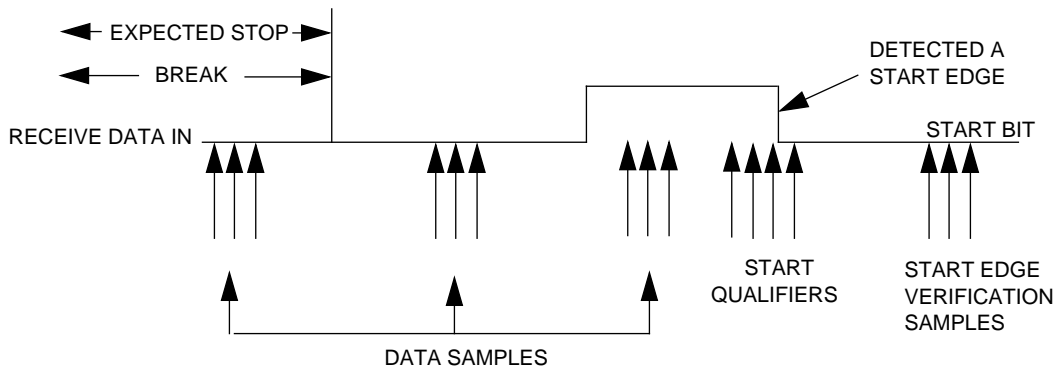 EXPECTED STOP
BREAK
DETECTED A
START EDGE
RECEIVE DATA IN
START BIT
START
QUALIFIERS
START EDGE
VERIFICATION
SAMPLES
DATA SAMPLES